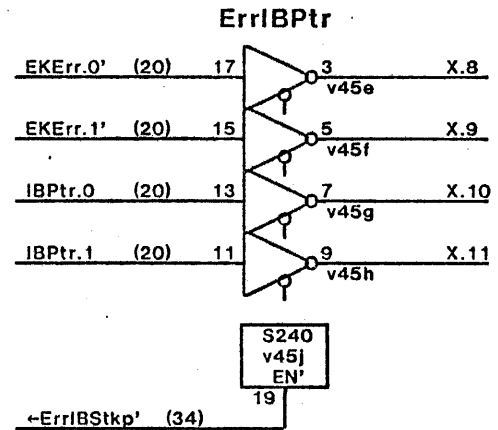 ErrIBPtr
EKErr.0' (20) 17 3 X.8
v45e
EKErr.1' (20) 15 5 X.9
v45f
IBPtr.0 (20) 13 7 X.10
v45g
IBPtr.1 (20) 11 9 X.11
v45h
S240
v45j
EN'
19
←ErrIBStkp' (34)